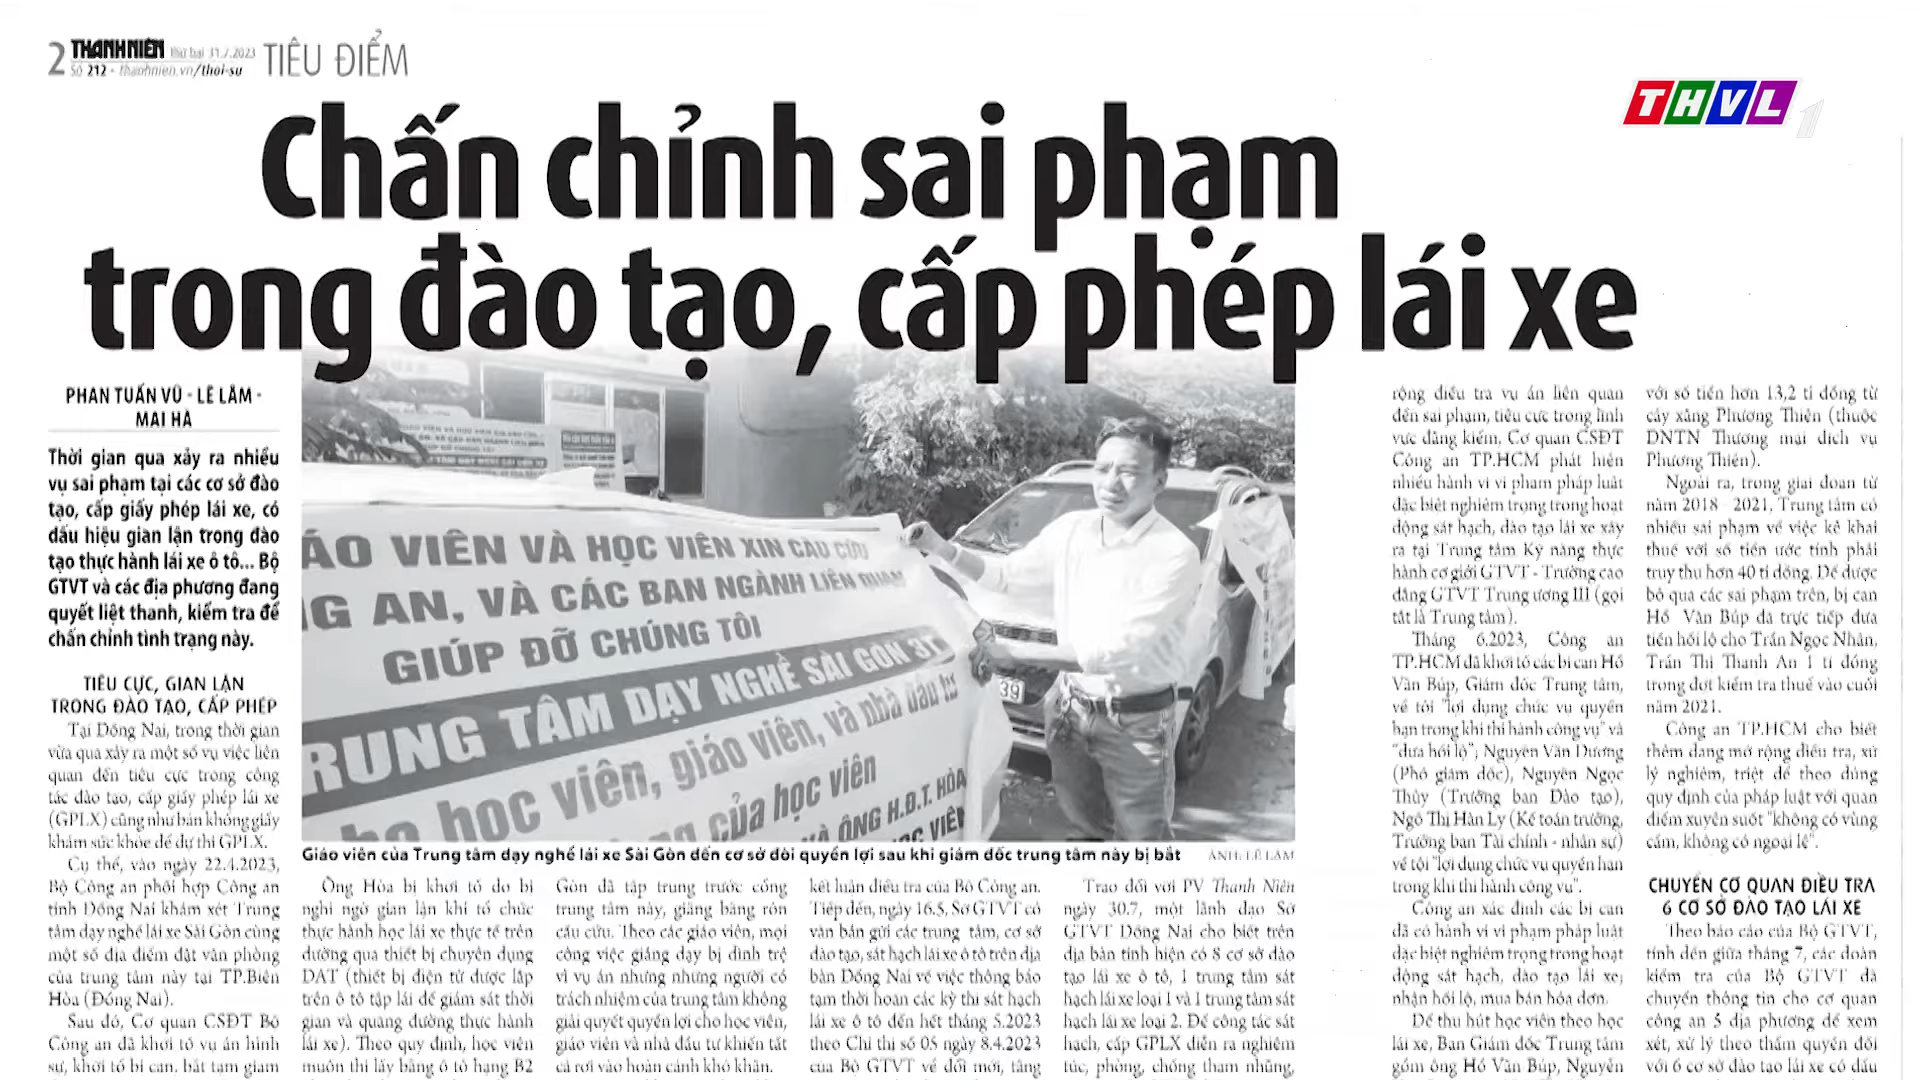 2 THANH NIÊN Thứ hai 31.7.2023
Số 212 - thanhnien.vn/thoi-su
TIÊU ĐIỂM
THVL 1
Chấn chỉnh sai phạm
trong đào tạo, cấp phép lái xe
PHAN TUẤN VŨ - LÊ LÂM -
MAI HÀ
Thời gian qua xảy ra nhiều
vụ sai phạm tại các cơ sở đào
tạo, cấp giấy phép lái xe, có
dấu hiệu gian lận trong đào
tạo thực hành lái xe ô tô... Bộ
GTVT và các địa phương đang
quyết liệt thanh, kiểm tra để
chấn chỉnh tình trạng này.
TIÊU CỰC, GIAN LẬN
TRONG ĐÀO TẠO, CẤP PHÉP
Tại Đồng Nai, trong thời gian
vừa qua xảy ra một số vụ việc liên
quan đến tiêu cực trong công
tác đào tạo, cấp giấy phép lái xe
(GPLX) cũng như bán khống giấy
khám sức khỏe để dự thi GPLX.
Cụ thể, vào ngày 22.4.2023,
Bộ Công an phối hợp Công an
tỉnh Đồng Nai khám xét Trung
tâm dạy nghề lái xe Sài Gòn cùng
một số địa điểm đặt văn phòng
của trung tâm này tại TP.Biên
Hòa (Đồng Nai).
Sau đó, Cơ quan CSĐT Bộ
Công an đã khởi tố vụ án hình
sự, khởi tố bị can, bắt tạm giam
ÁO VIÊN VÀ HỌC VIÊN XIN CẦU CỨU
NG AN, VÀ CÁC BAN NGÀNH LIÊN QUAN
GIÚP ĐỠ CHÚNG TÔI
TRUNG TÂM DẠY NGHỀ SÀI GÒN 3T
ho học viên, giáo viên, và nhà đầu tư
ng của học viên
VÀ ÔNG H.Đ.T. HÒA
HỌC VIÊN
39
Giáo viên của Trung tâm dạy nghề lái xe Sài Gòn đến cơ sở đòi quyền lợi sau khi giám đốc trung tâm này bị bắt
ẢNH: LÊ LÂM
Ông Hòa bị khởi tố do bị
nghi ngờ gian lận khi tổ chức
thực hành học lái xe thực tế trên
đường qua thiết bị chuyên dụng
DAT (thiết bị điện tử được lắp
trên ô tô tập lái để giám sát thời
gian và quãng đường thực hành
lái xe). Theo quy định, học viên
muốn thi lấy bằng ô tô hạng B2
Gòn đã tập trung trước cổng
trung tâm này, giăng băng rôn
cầu cứu. Theo các giáo viên, mọi
công việc giảng dạy bị đình trệ
vì vụ án nhưng những người có
trách nhiệm của trung tâm không
giải quyết quyền lợi cho học viên,
giáo viên và nhà đầu tư khiến tất
cả rơi vào hoàn cảnh khó khăn.
kết luận điều tra của Bộ Công an.
Tiếp đến, ngày 16.5, Sở GTVT có
văn bản gửi các trung tâm, cơ sở
đào tạo, sát hạch lái xe ô tô trên địa
bàn Đồng Nai về việc thông báo
tạm thời hoãn các kỳ thi sát hạch
lái xe ô tô đến hết tháng 5.2023
theo Chỉ thị số 05 ngày 8.4.2023
của Bộ GTVT về đổi mới, tăng
Trao đổi với PV Thanh Niên
ngày 30.7, một lãnh đạo Sở
GTVT Đồng Nai cho biết trên
địa bàn tỉnh hiện có 8 cơ sở đào
tạo lái xe ô tô, 1 trung tâm sát
hạch lái xe loại 1 và 1 trung tâm sát
hạch lái xe loại 2. Để công tác sát
hạch, cấp GPLX diễn ra nghiêm
túc, phòng, chống tham nhũng,
rộng điều tra vụ án liên quan
đến sai phạm, tiêu cực trong lĩnh
vực đăng kiểm, Cơ quan CSĐT
Công an TP.HCM phát hiện
nhiều hành vi vi phạm pháp luật
đặc biệt nghiêm trọng trong hoạt
động sát hạch, đào tạo lái xe xảy
ra tại Trung tâm Kỹ năng thực
hành cơ giới GTVT - Trường cao
đẳng GTVT Trung ương III (gọi
tắt là Trung tâm).
Tháng 6.2023, Công an
TP.HCM đã khởi tố các bị can Hồ
Văn Búp, Giám đốc Trung tâm,
về tội "lợi dụng chức vụ quyền
hạn trong khi thi hành công vụ" và
"đưa hối lộ"; Nguyễn Văn Dương
(Phó giám đốc), Nguyễn Ngọc
Thùy (Trưởng ban Đào tạo),
Ngô Thị Hàn Ly (Kế toán trưởng,
Trưởng ban Tài chính - nhân sự)
về tội "lợi dụng chức vụ quyền hạn
trong khi thi hành công vụ".
Công an xác định các bị can
đã có hành vi vi phạm pháp luật
đặc biệt nghiêm trọng trong hoạt
động sát hạch, đào tạo lái xe;
nhận hối lộ, mua bán hóa đơn.
Để thu hút học viên theo học
lái xe, Ban Giám đốc Trung tâm
gồm ông Hồ Văn Búp, Nguyễn
với số tiền hơn 13,2 tỉ đồng từ
cây xăng Phương Thiện (thuộc
DNTN Thương mại dịch vụ
Phương Thiện).
Ngoài ra, trong giai đoạn từ
năm 2018 - 2021, Trung tâm có
nhiều sai phạm về việc kê khai
thuế với số tiền ước tính phải
truy thu hơn 40 tỉ đồng. Để được
bỏ qua các sai phạm trên, bị can
Hồ Văn Búp đã trực tiếp đưa
tiền hối lộ cho Trần Ngọc Nhân,
Trần Thị Thanh An 1 tỉ đồng
trong đợt kiểm tra thuế vào cuối
năm 2021.
Công an TP.HCM cho biết
thêm đang mở rộng điều tra, xử
lý nghiêm, triệt để theo đúng
quy định của pháp luật với quan
điểm xuyên suốt "không có vùng
cấm, không có ngoại lệ".
CHUYỂN CƠ QUAN ĐIỀU TRA
6 CƠ SỞ ĐÀO TẠO LÁI XE
Theo báo cáo của Bộ GTVT,
tính đến giữa tháng 7, các đoàn
kiểm tra của Bộ GTVT đã
chuyển thông tin cho cơ quan
công an 5 địa phương để xem
xét, xử lý theo thẩm quyền đối
với 6 cơ sở đào tạo lái xe có dấu